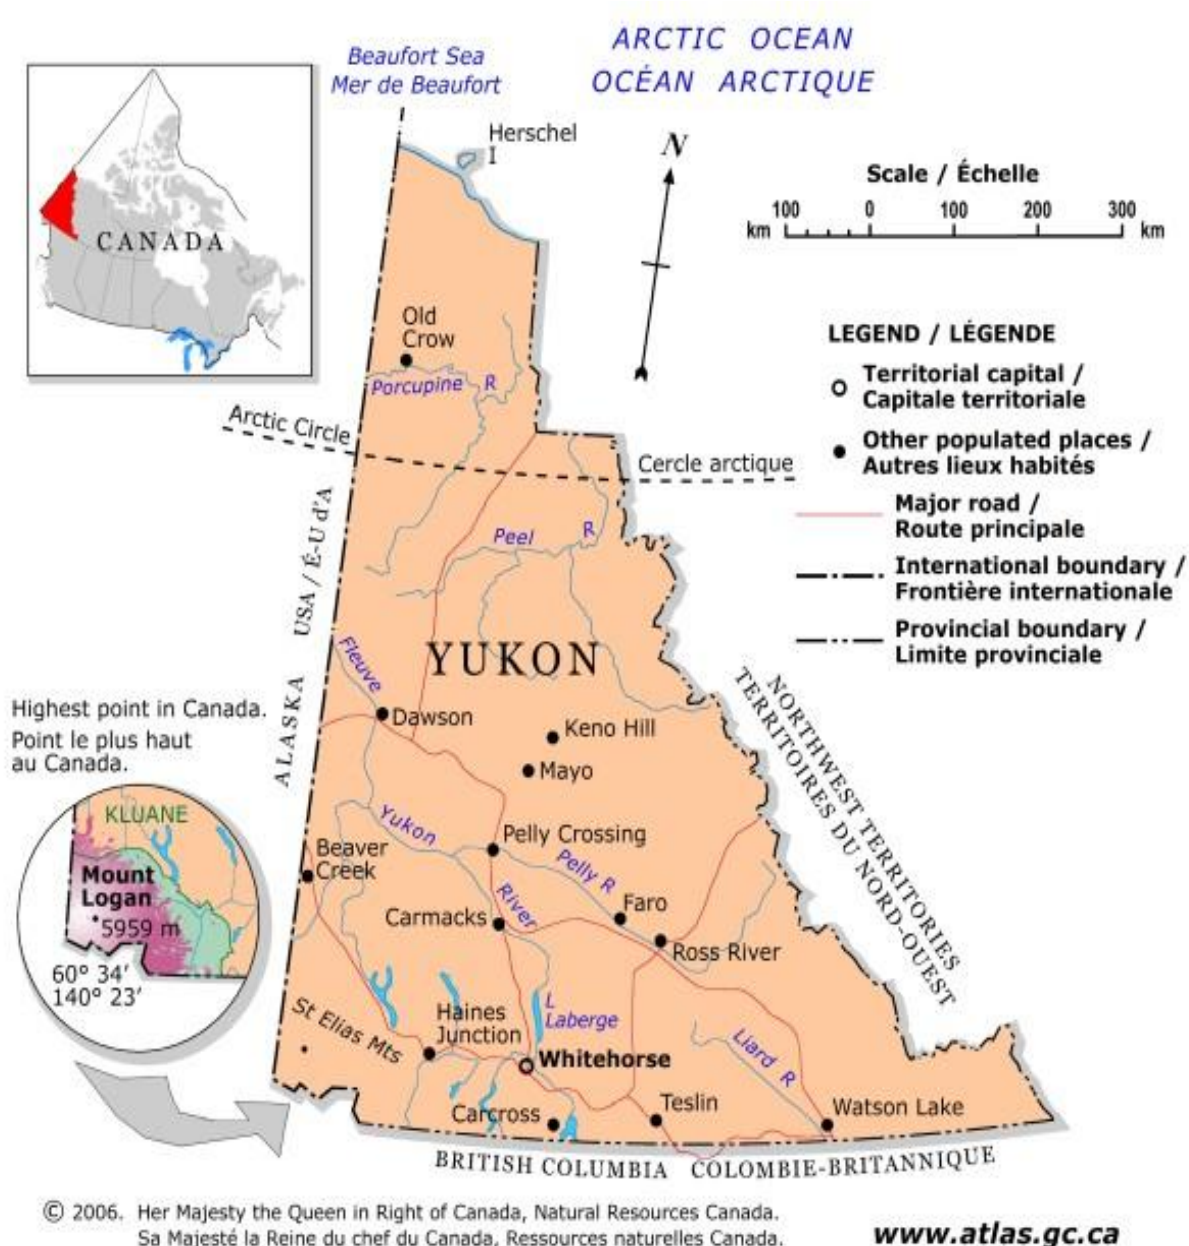 ARCTIC OCEAN
OCÉAN ARCTIQUE
Beaufort Sea
Mer de Beaufort
Herschel
I
N
CANADA
Scale / Échelle
100 0 100 200 300
km km
LEGEND / LÉGENDE
Territorial capital /
Capitale territoriale
Other populated places /
Autres lieux habités
Major road /
Route principale
International boundary /
Frontière internationale
Provincial boundary /
Limite provinciale
Old
Crow
Porcupine R
Arctic Circle
Cercle arctique
Peel R
ALASKA USA / É-U d'A
YUKON
Fleuve
Dawson
Keno Hill
Mayo
NORTHWEST TERRITORIES
TERRITOIRES DU NORD-OUEST
Highest point in Canada.
Point le plus haut
au Canada.
KLUANE
Mount
Logan
5959 m
60° 34'
140° 23'
Yukon
River
Pelly Crossing
Beaver
Creek
Pelly R
Faro
Carmacks
Ross River
St Elias Mts
Haines
Junction
L
Laberge
Whitehorse
Liard R
Carcross
Teslin
Watson Lake
BRITISH COLUMBIA COLOMBIE-BRITANNIQUE
© 2006. Her Majesty the Queen in Right of Canada, Natural Resources Canada.
Sa Majesté la Reine du chef du Canada, Ressources naturelles Canada.
www.atlas.gc.ca